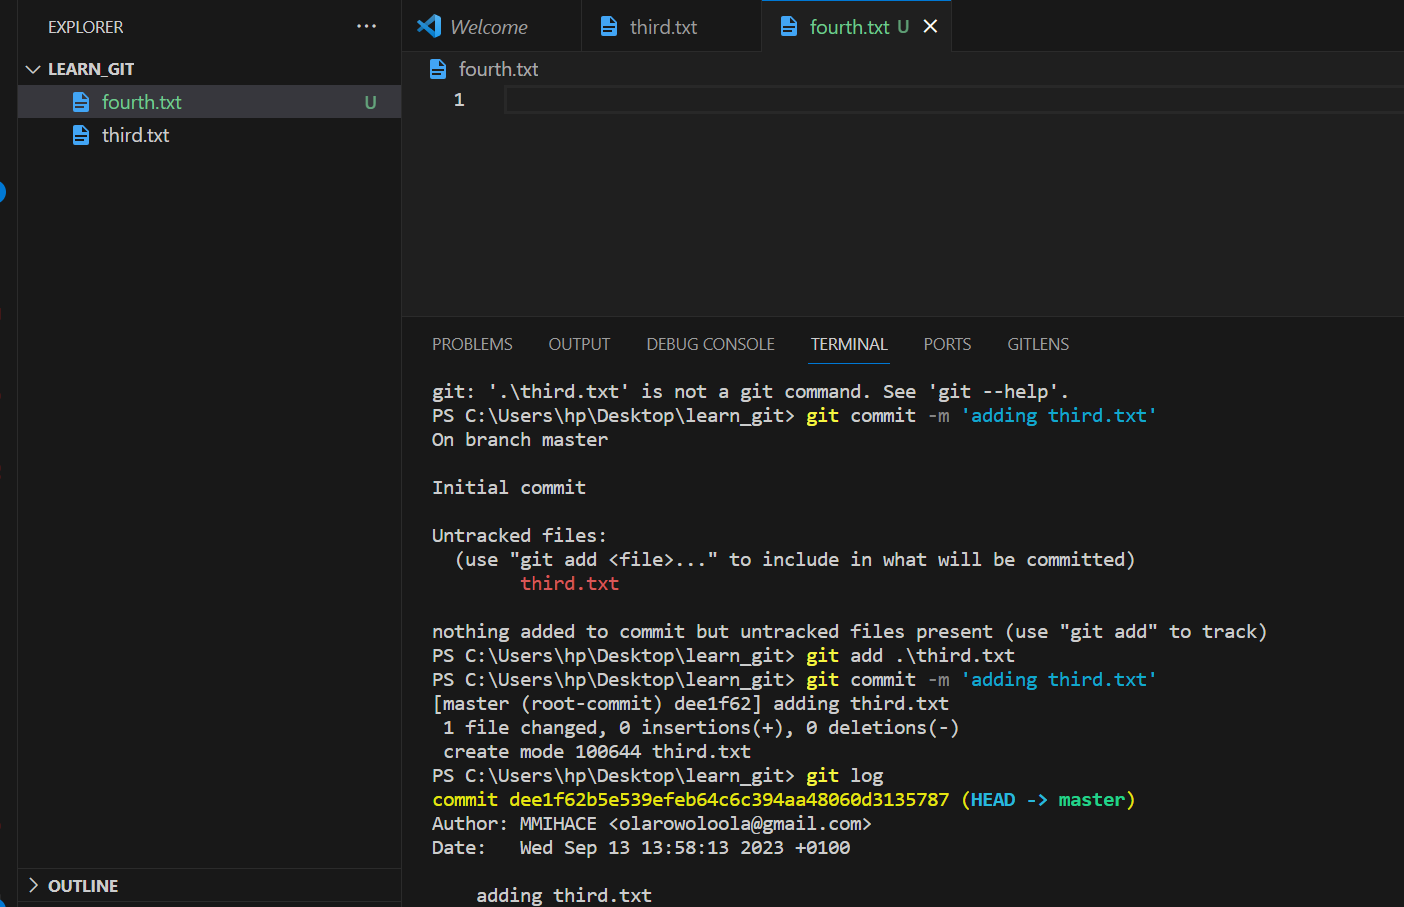 EXPLORER
···
LEARN_GIT
fourth.txt U
third.txt
OUTLINE
Welcome
third.txt
fourth.txt U
fourth.txt
1
PROBLEMS OUTPUT DEBUG CONSOLE TERMINAL PORTS GITLENS
git: '.\third.txt' is not a git command. See 'git --help'.
PS C:\Users\hp\Desktop\learn_git> git commit -m 'adding third.txt'
On branch master
Initial commit
Untracked files:
(use "git add <file>..." to include in what will be committed)
third.txt
nothing added to commit but untracked files present (use "git add" to track)
PS C:\Users\hp\Desktop\learn_git> git add .\third.txt
PS C:\Users\hp\Desktop\learn_git> git commit -m 'adding third.txt'
[master (root-commit) dee1f62] adding third.txt
1 file changed, 0 insertions(+), 0 deletions(-)
create mode 100644 third.txt
PS C:\Users\hp\Desktop\learn_git> git log
commit dee1f62b5e539efeb64c6c394aa48060d3135787 (HEAD -> master)
Author: MMIHACE <olarowoloola@gmail.com>
Date:   Wed Sep 13 13:58:13 2023 +0100
adding third.txt